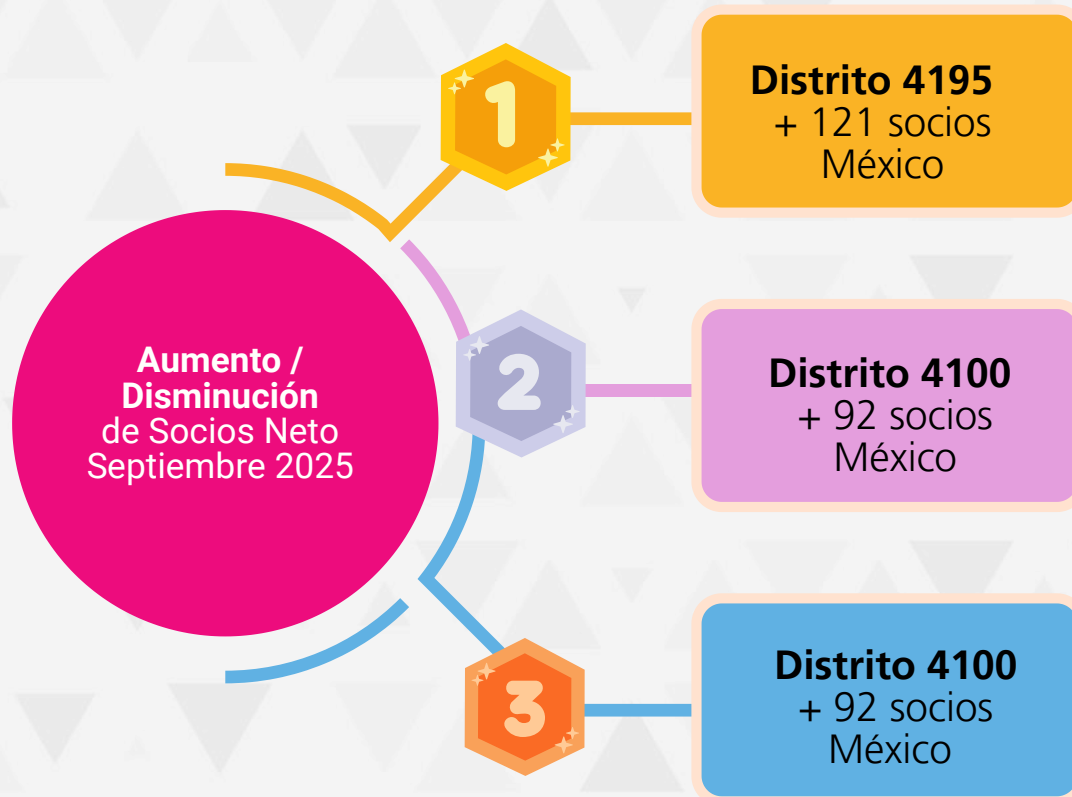 1
Distrito 4195
+ 121 socios
México
Aumento /
Disminución
de Socios Neto
Septiembre 2025
2
Distrito 4100
+ 92 socios
México
3
Distrito 4100
+ 92 socios
México